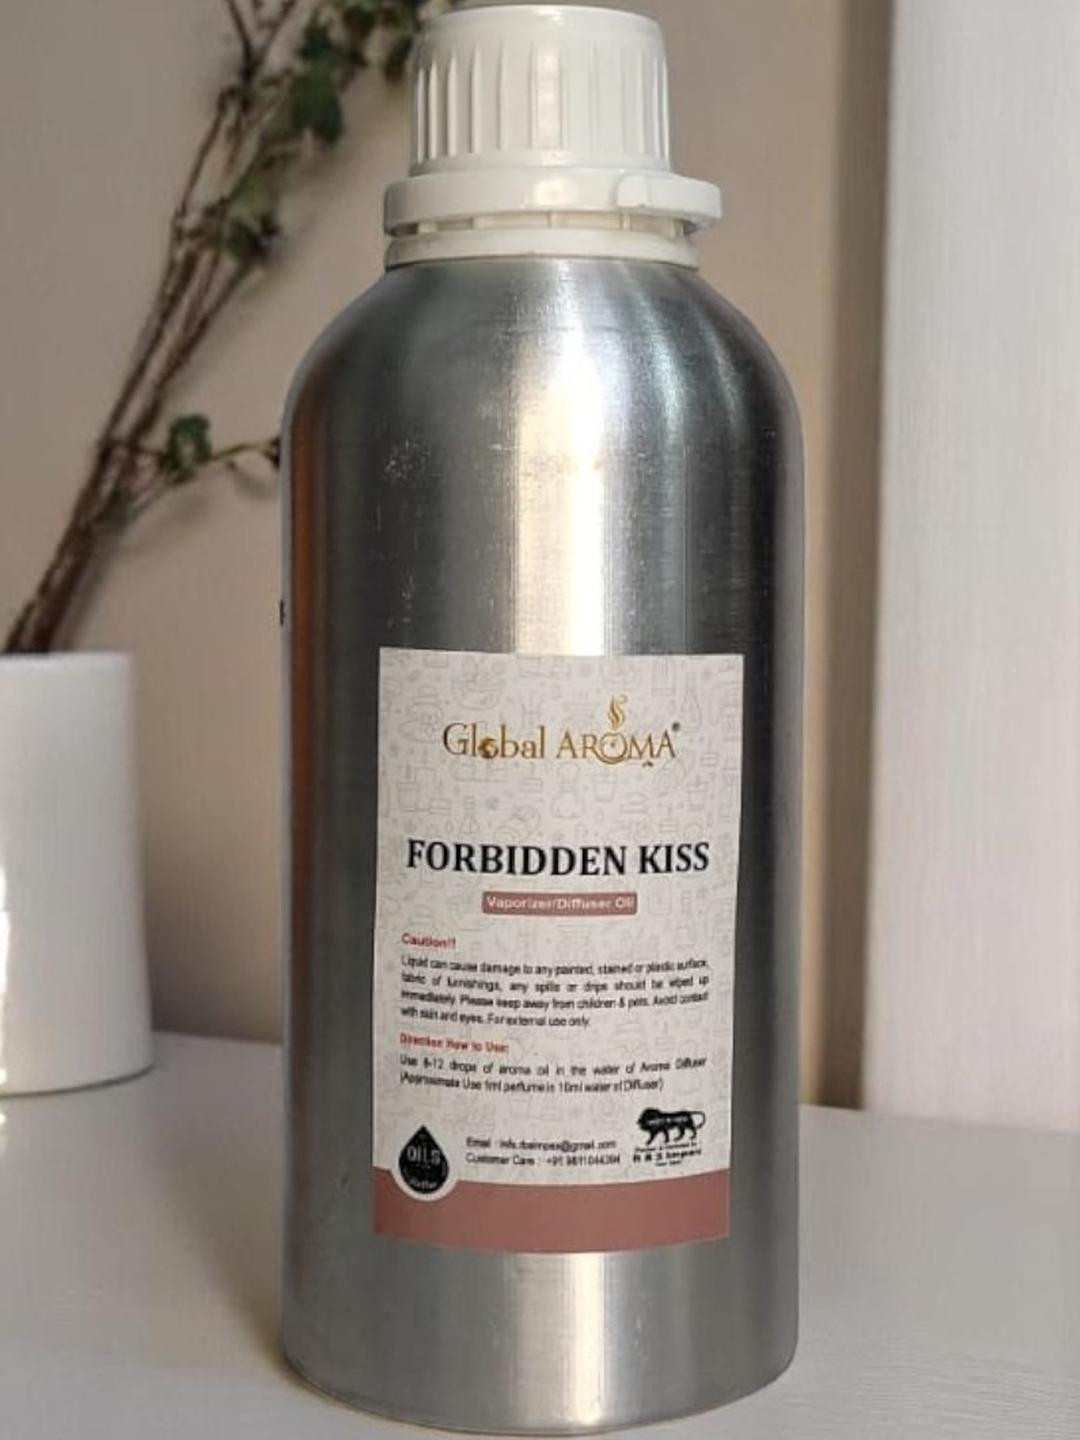 Global AROMA®
FORBIDDEN KISS
Vaporizer/Diffuser Oil
Caution!!
Liquid can cause damage to any painted, stained or plastic surface,
fabric of furnishings, any spills or drips should be wiped up
immediately. Please keep away from children & pets. Avoid contact
with skin and eyes. For external use only.
Direction How to Use:
Use 8-12 drops of aroma oil in the water of Aroma Diffuser
(Approximate Use 1ml perfume in 10ml water of Diffuser)
OILS
Email :
Customer Care :